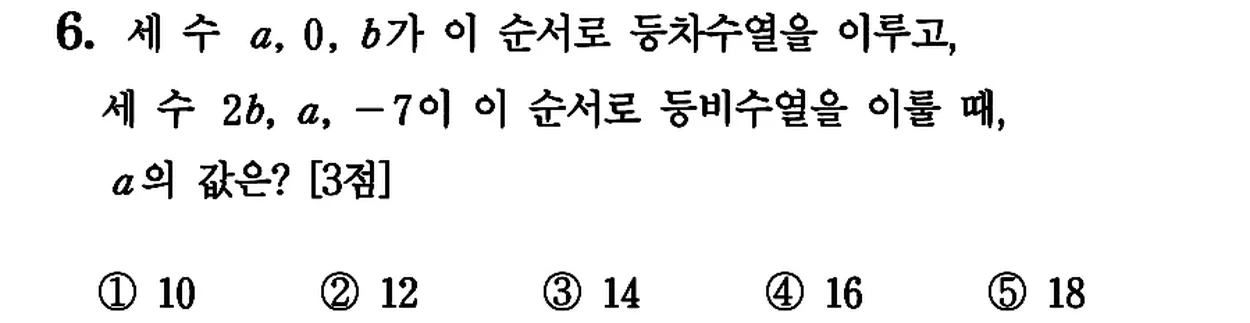 6. 세 수 a, 0, b가 이 순서로 등차수열을 이루고,
세 수 2b, a, -7이 이 순서로 등비수열을 이룰 때,
a의 값은? [3점]
① 10 ② 12 ③ 14 ④ 16 ⑤ 18